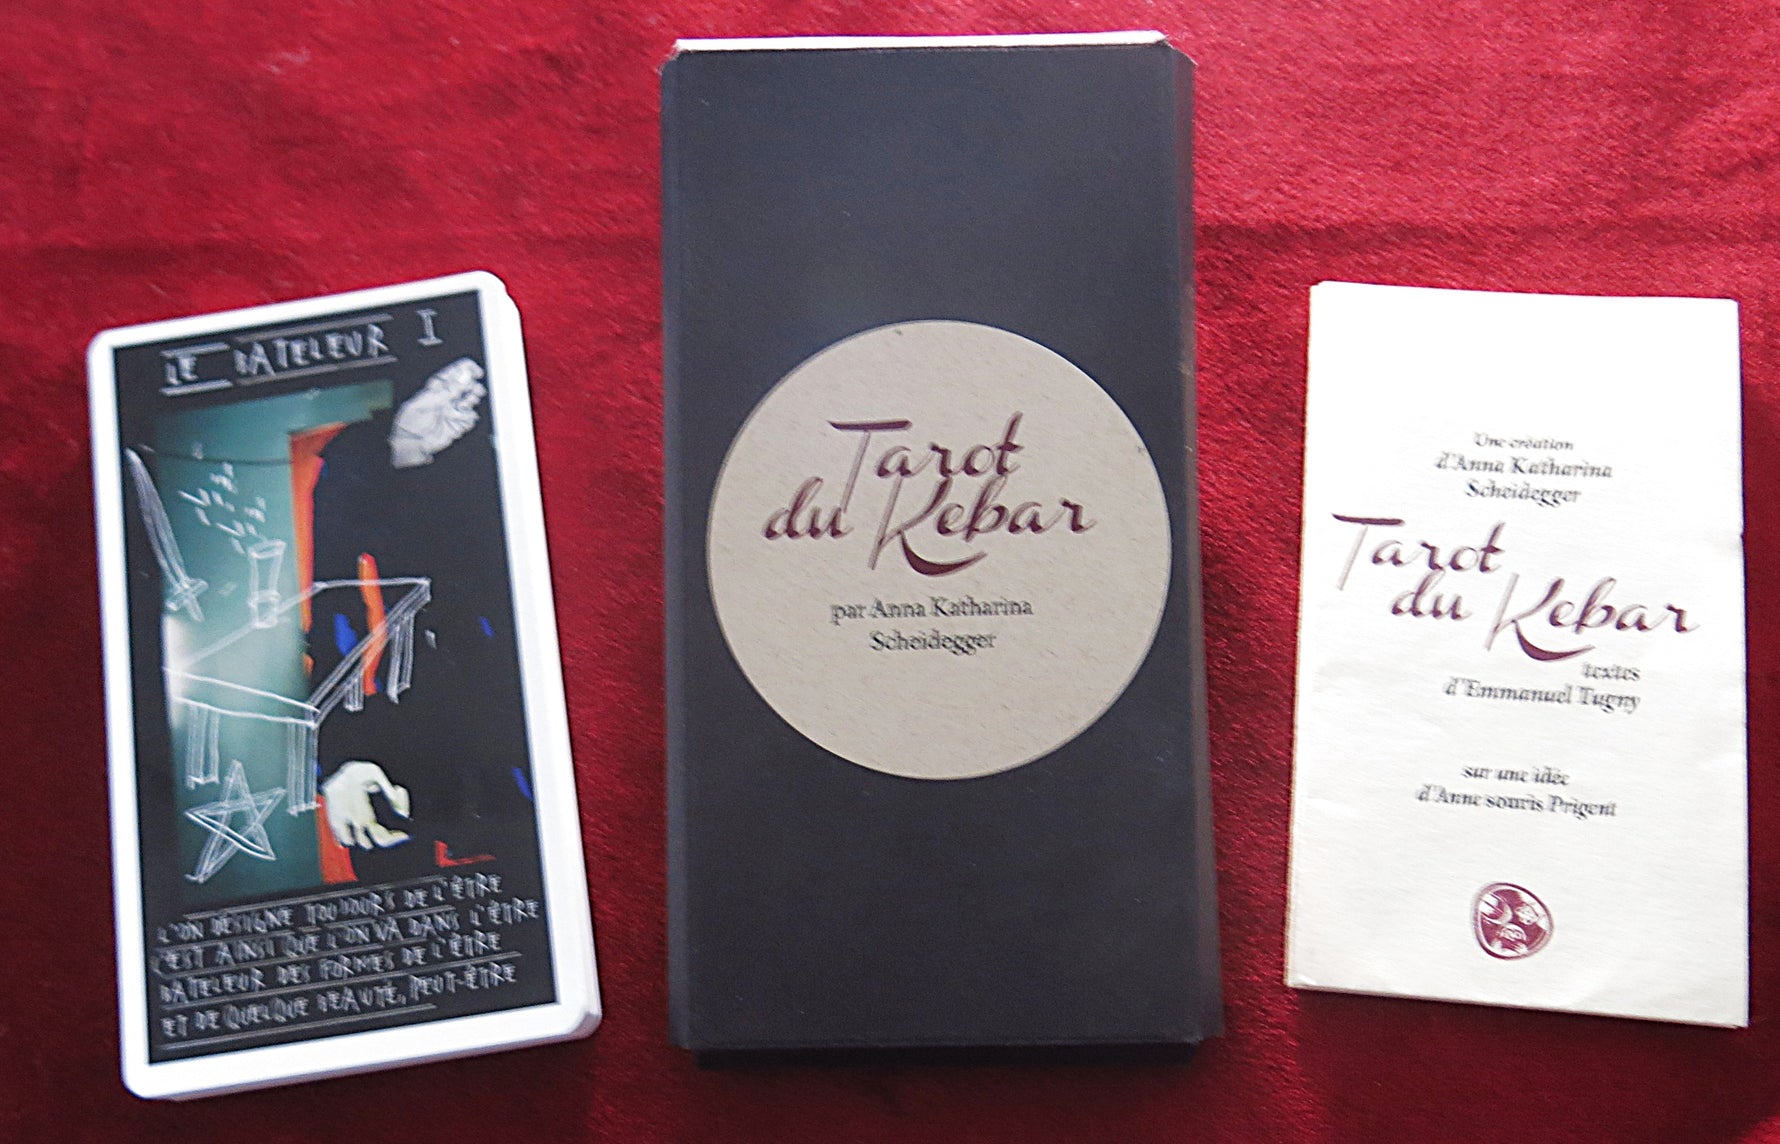 LE BATELEUR I
L'ON DÉSIGNE TOUJOURS DE L'ÊTRE
C'EST AINSI QUE L'ON VA DANS L'ÊTRE
BATELEUR DES FORMES DE L'ÊTRE
ET DE QUELQUE BEAUTÉ, PEUT-ÊTRE
Tarot
du Kebar
par Anna Katharina
Scheidegger
Une création
d'Anna Katharina
Scheidegger
Tarot
du Kebar
textes
d'Emmanuel Tugny
sur une idée
d'Anne souris Prigent